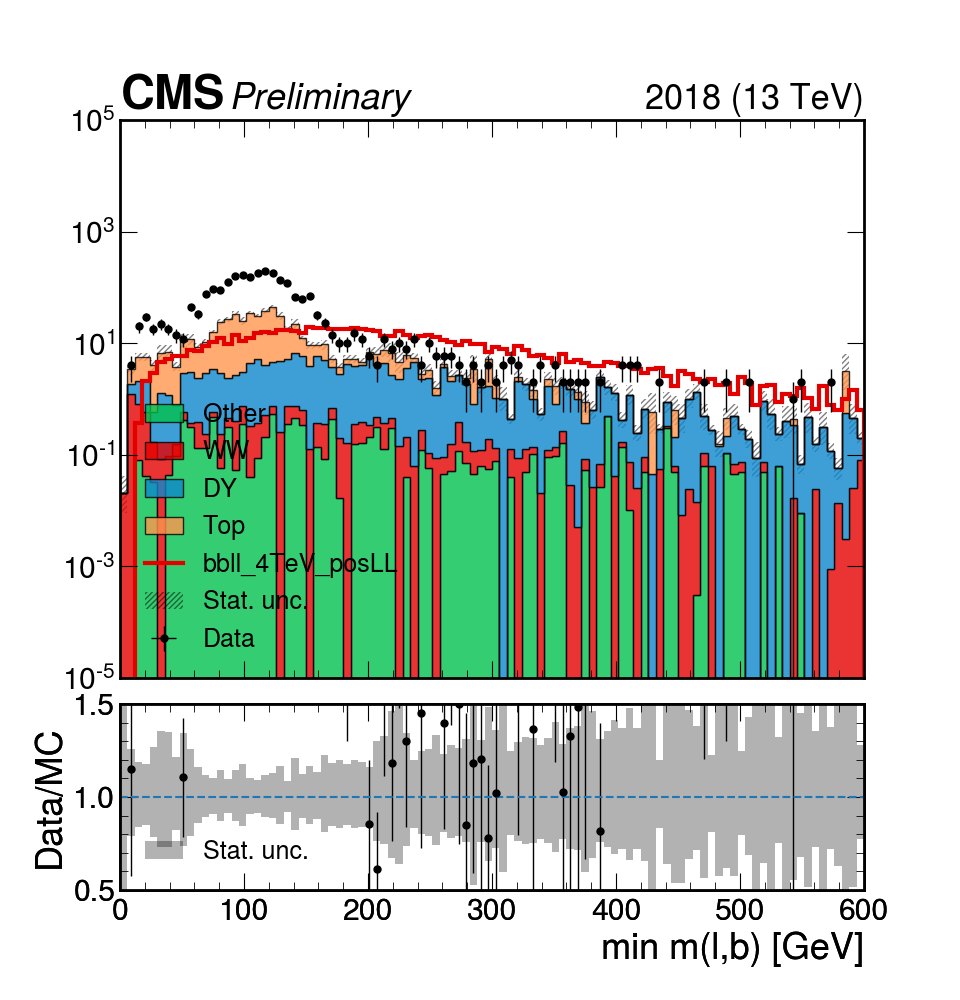 CMS Preliminary 2018 (13 TeV)
10^5
10^3
10^1
10^-1
10^-3
10^-5
Other
WW
DY
Top
bbll_4TeV_posLL
Stat. unc.
Data
Data/MC
1.5
1.0
0.5
Stat. unc.
0 100 200 300 400 500 600
min m(l,b) [GeV]